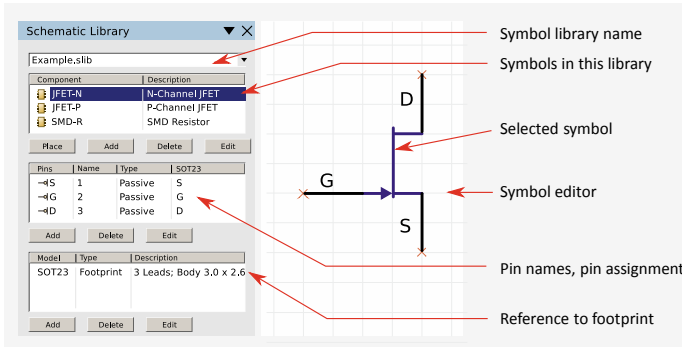 Schematic Library
Example.slib
Component Description
JFET-N N-Channel JFET
JFET-P P-Channel JFET
SMD-R SMD Resistor
Place Add Delete Edit
Pins Name Type SOT23
S 1 Passive S
G 2 Passive G
D 3 Passive D
Add Delete Edit
Model Type Description
SOT23 Footprint 3 Leads; Body 3.0 x 2.6
Add Delete Edit
D
G
S
Symbol library name
Symbols in this library
Selected symbol
Symbol editor
Pin names, pin assignment
Reference to footprint